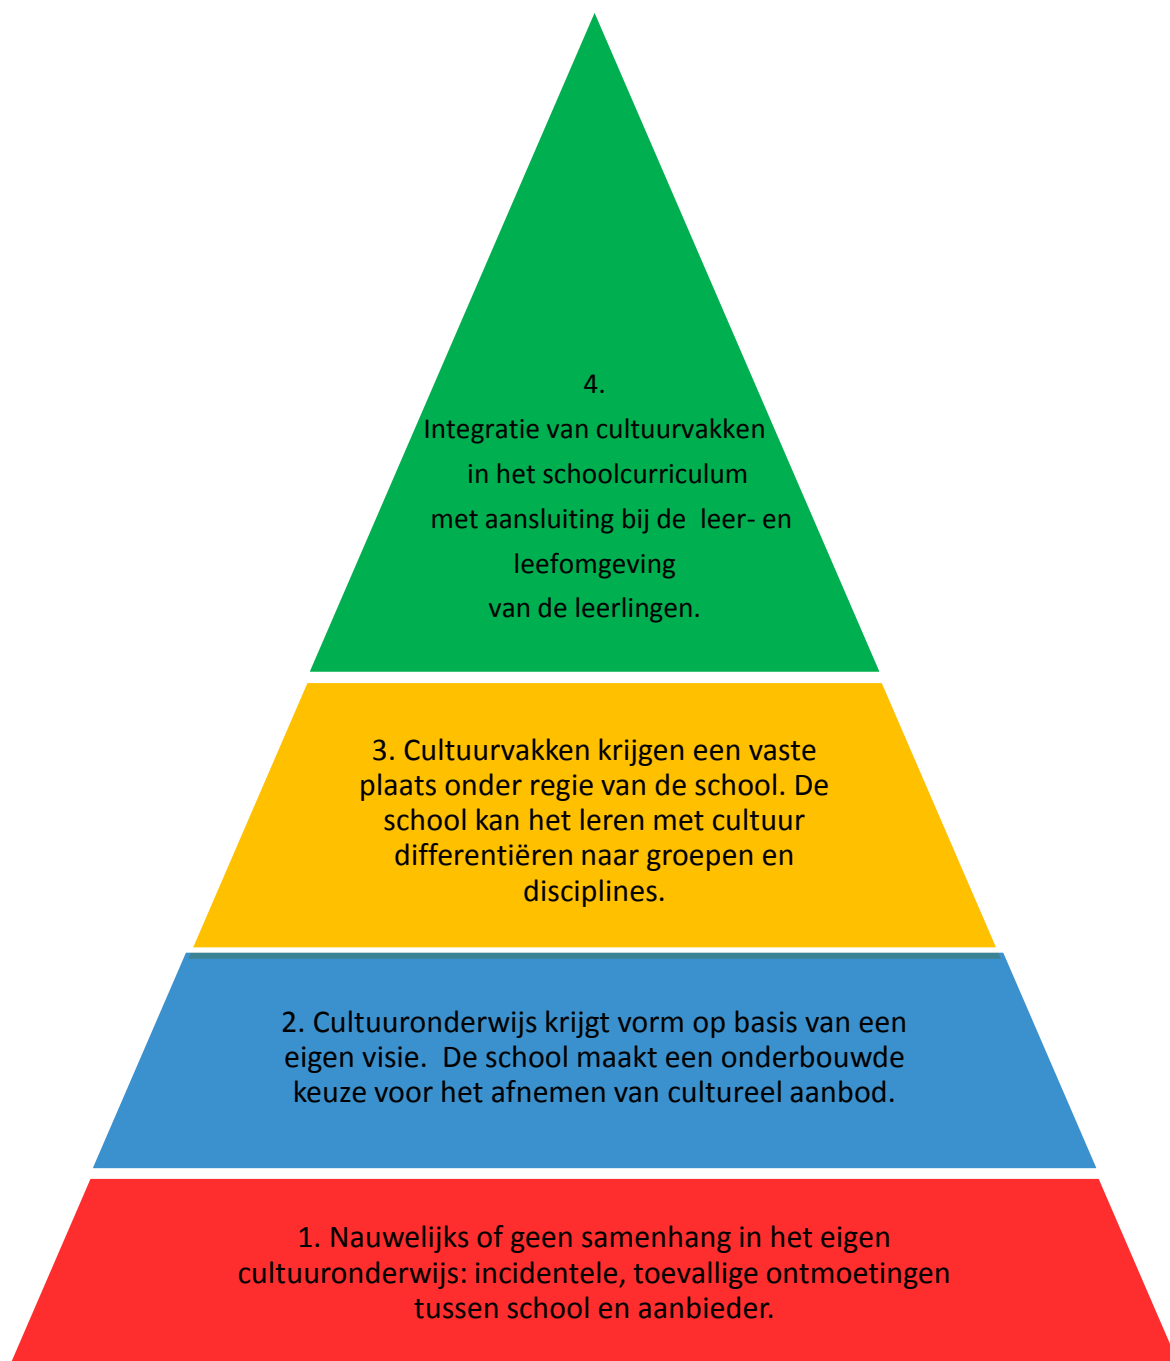 4.
Integratie van cultuurvakken
in het schoolcurriculum
met aansluiting bij de  leer- en
leefomgeving
van de leerlingen.
3. Cultuurvakken krijgen een vaste
plaats onder regie van de school. De
school kan het leren met cultuur
differentiëren naar groepen en
disciplines.
2. Cultuuronderwijs krijgt vorm op basis van een
eigen visie.  De school maakt een onderbouwde
keuze voor het afnemen van cultureel aanbod.
1. Nauwelijks of geen samenhang in het eigen
cultuuronderwijs: incidentele, toevallige ontmoetingen
tussen school en aanbieder.